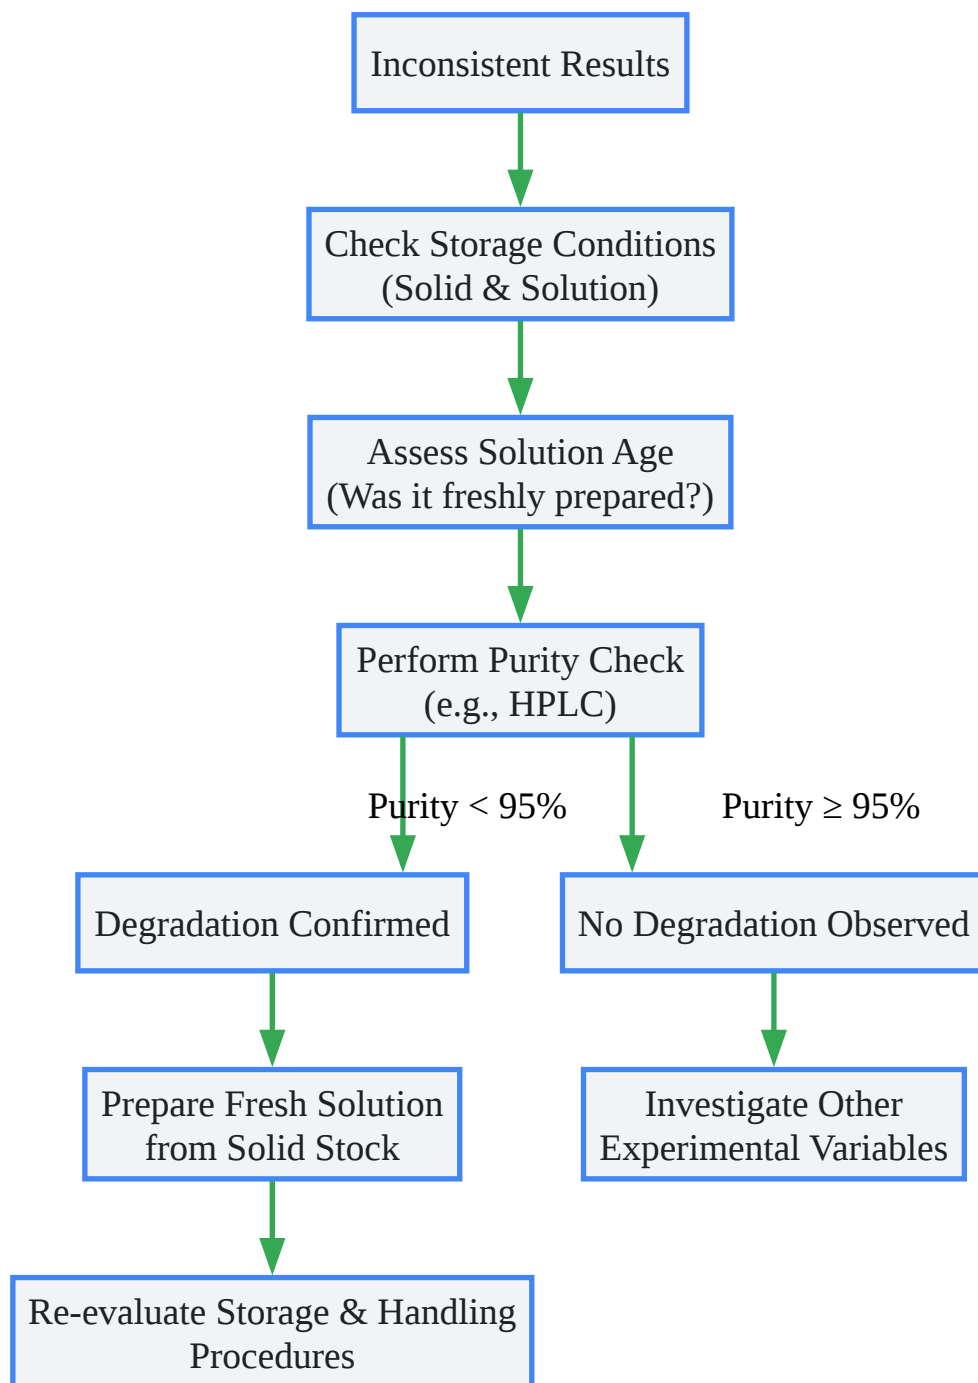 Inconsistent Results
Check Storage Conditions
(Solid & Solution)
Assess Solution Age
(Was it freshly prepared?)
Perform Purity Check
(e.g., HPLC)
Purity < 95%
Purity ≥ 95%
Degradation Confirmed
No Degradation Observed
Prepare Fresh Solution
from Solid Stock
Investigate Other
Experimental Variables
Re-evaluate Storage & Handling
Procedures